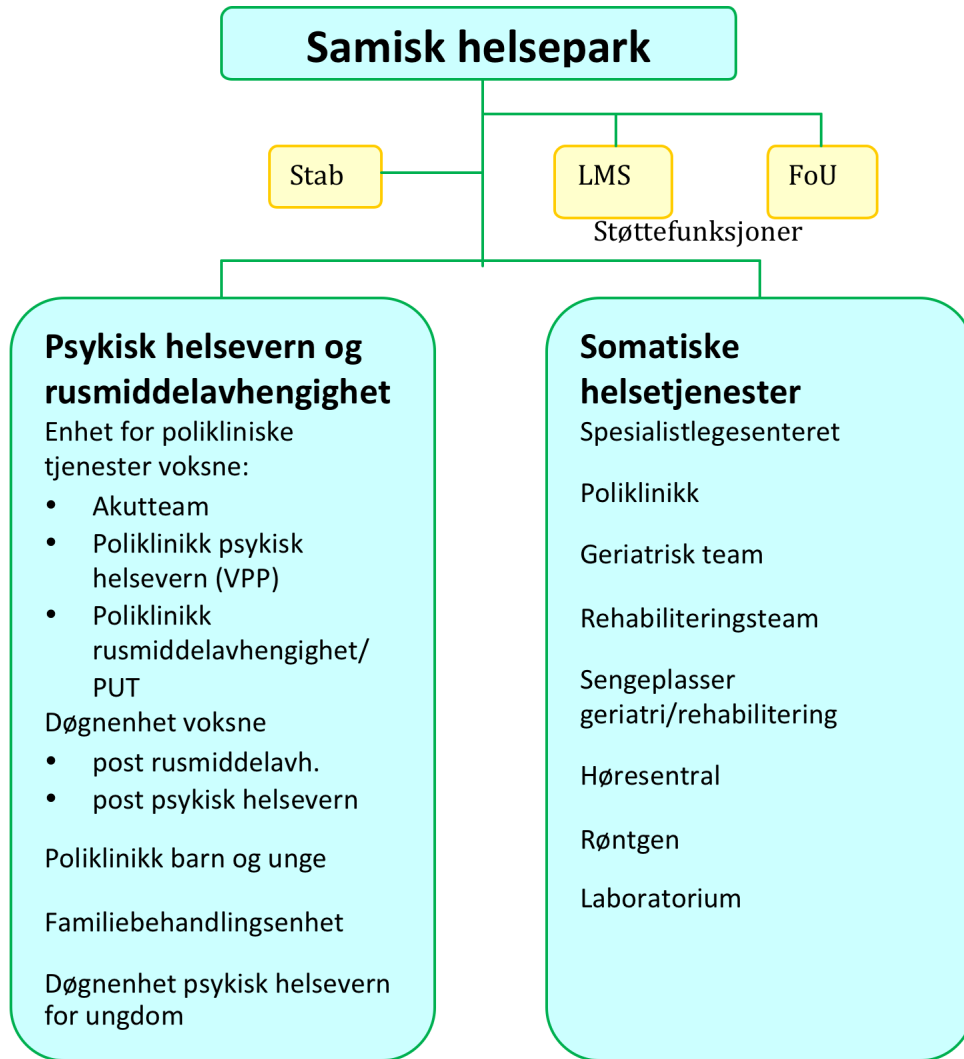 Samisk helsepark
Stab
LMS
FoU
Støttefunksjoner
Psykisk helsevern og
rusmiddelavhengighet
Enhet for polikliniske
tjenester voksne:
• Akutteam
• Poliklinikk psykisk
helsevern (VPP)
• Poliklinikk
rusmiddelavhengighet/
PUT
Døgnenhet voksne
• post rusmiddelavh.
• post psykisk helsevern
Poliklinikk barn og unge
Familiebehandlingsenhet
Døgnenhet psykisk helsevern
for ungdom
Somatiske
helsetjenester
Spesialistlegesenteret
Poliklinikk
Geriatrisk team
Rehabiliteringsteam
Sengeplasser
geriatri/rehabilitering
Høresentral
Røntgen
Laboratorium